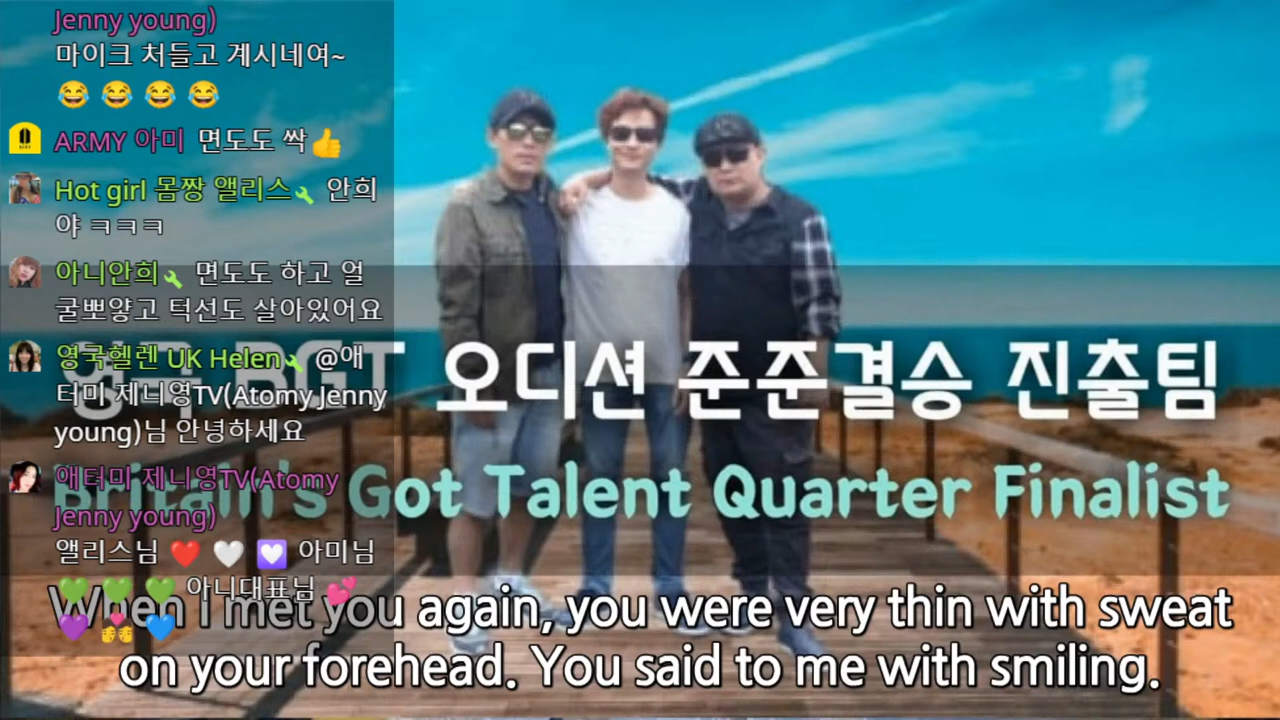 Jenny young)
마이크 처들고 계시네여~
😂 😂 😂 😂
ARMY 아미 면도도 싹👍
Hot girl 몸짱 앨리스 안희
야 ㅋㅋㅋ
아니안희 면도도 하고 얼
굴뽀얗고 턱선도 살아있어요
영국헬렌 UK Helen @애
터미 제니영TV(Atomy Jenny
young)님 안녕하세요
애터미 제니영TV(Atomy
Jenny young)
앨리스님 ❤️ 🤍 💟 아미님
💚 💚 💚 아니대표님 💕
💜 💏 💙
영국 BGT 오디션 준준결승 진출팀
Britain's Got Talent Quarter Finalist
When I met you again, you were very thin with sweat
on your forehead. You said to me with smiling.